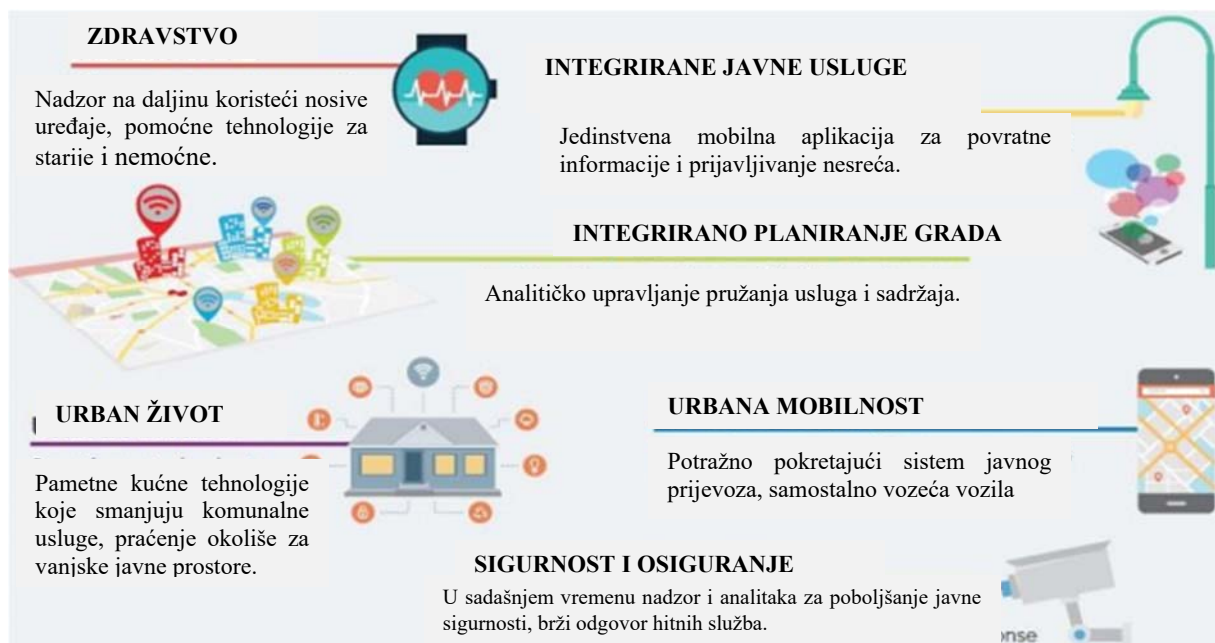 ZDRAVSTVO
Nadzor na daljinu koristeći nosive
uređaje, pomoćne tehnologije za
starije i nemoćne.
INTEGRIRANE JAVNE USLUGE
Jedinstvena mobilna aplikacija za povratne
informacije i prijavljivanje nesreća.
INTEGRIRANO PLANIRANJE GRADA
Analitičko upravljanje pružanja usluga i sadržaja.
URBAN ŽIVOT
Pametne kućne tehnologije
koje smanjuju komunalne
usluge, praćenje okoliše za
vanjske javne prostore.
URBANA MOBILNOST
Potražno pokretajući sistem javnog
prijevoza, samostalno vozeća vozila
SIGURNOST I OSIGURANJE
U sadašnjem vremenu nadzor i analitaka za poboljšanje javne
sigurnosti, brži odgovor hitnih služba.
onse